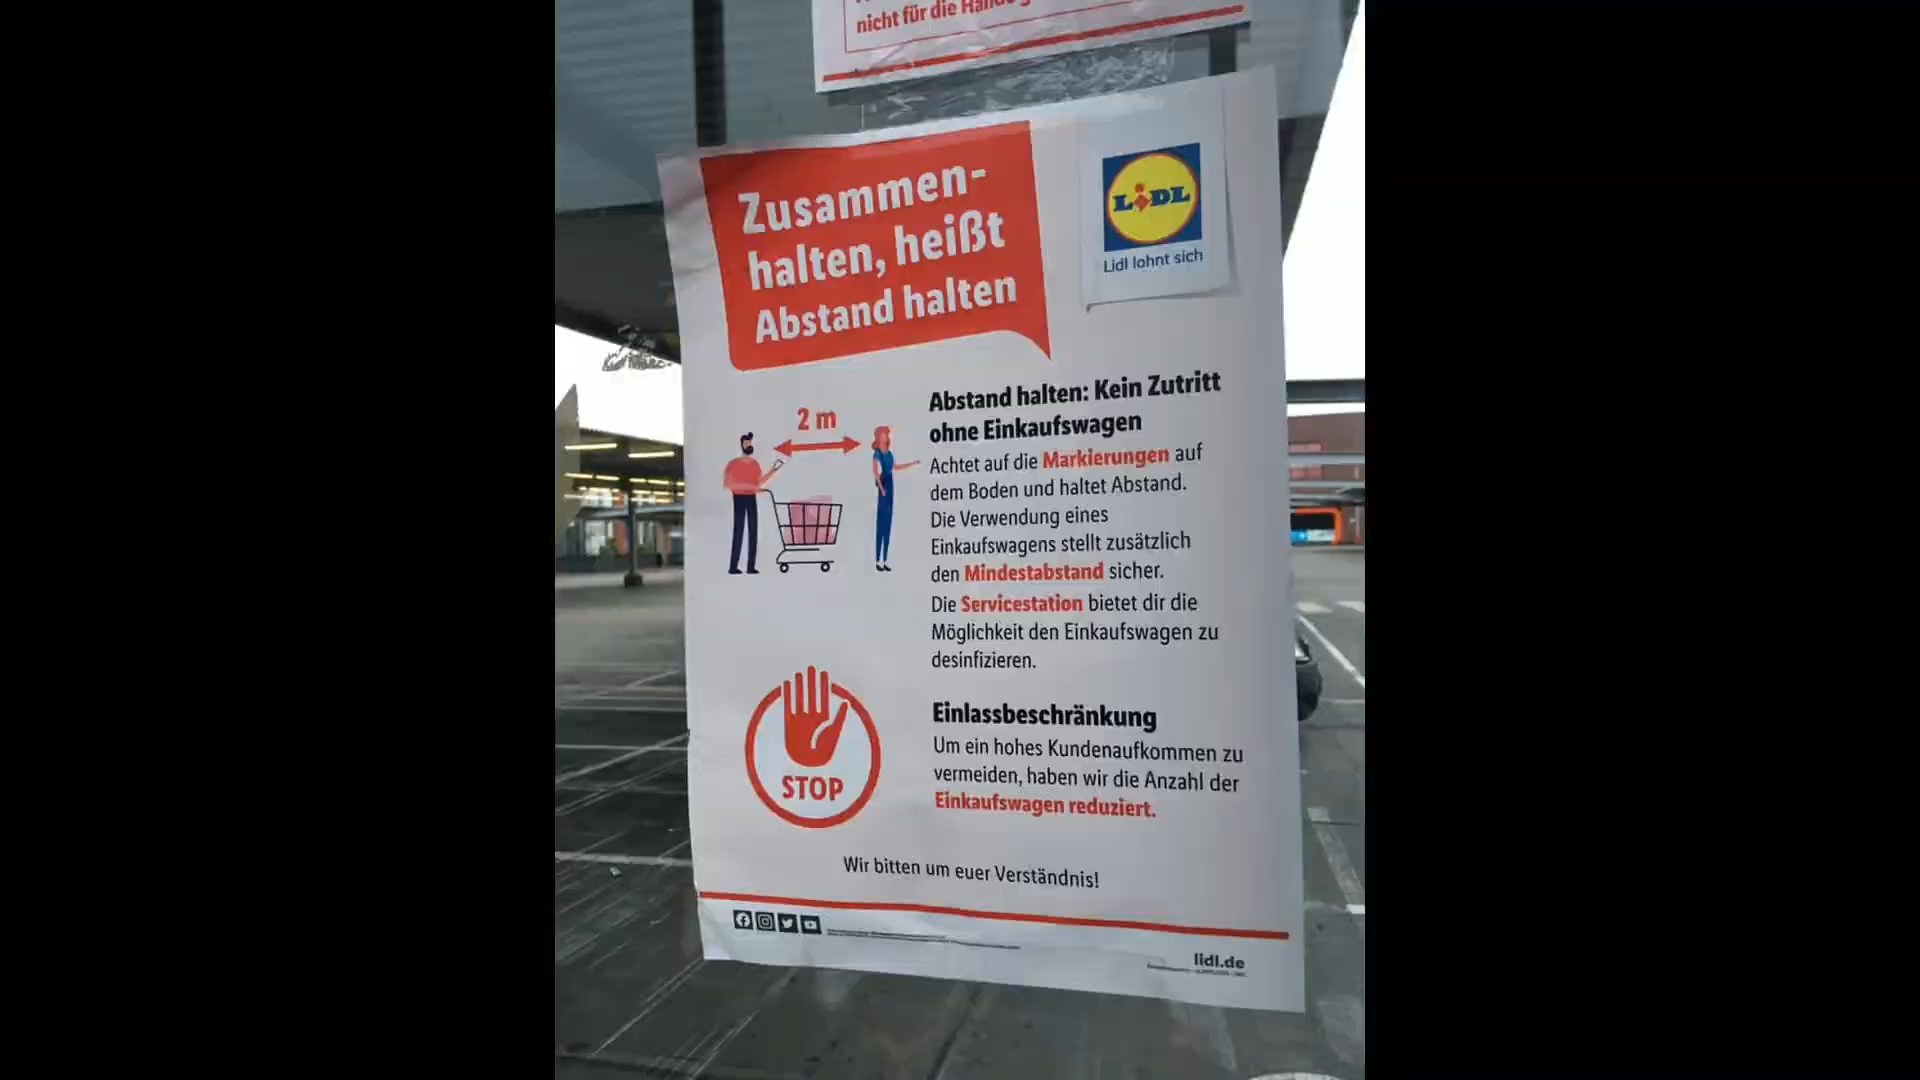 nicht für die
Zusammen-
halten, heißt
Abstand halten
LIDL
Lidl lohnt sich
2 m
Abstand halten: Kein Zutritt
ohne Einkaufswagen
Achtet auf die Markierungen auf
dem Boden und haltet Abstand.
Die Verwendung eines
Einkaufswagens stellt zusätzlich
den Mindestabstand sicher.
Die Servicestation bietet dir die
Möglichkeit den Einkaufswagen zu
desinfizieren.
STOP
Einlassbeschränkung
Um ein hohes Kundenaufkommen zu
vermeiden, haben wir die Anzahl der
Einkaufswagen reduziert.
Wir bitten um euer Verständnis!
lidl.de